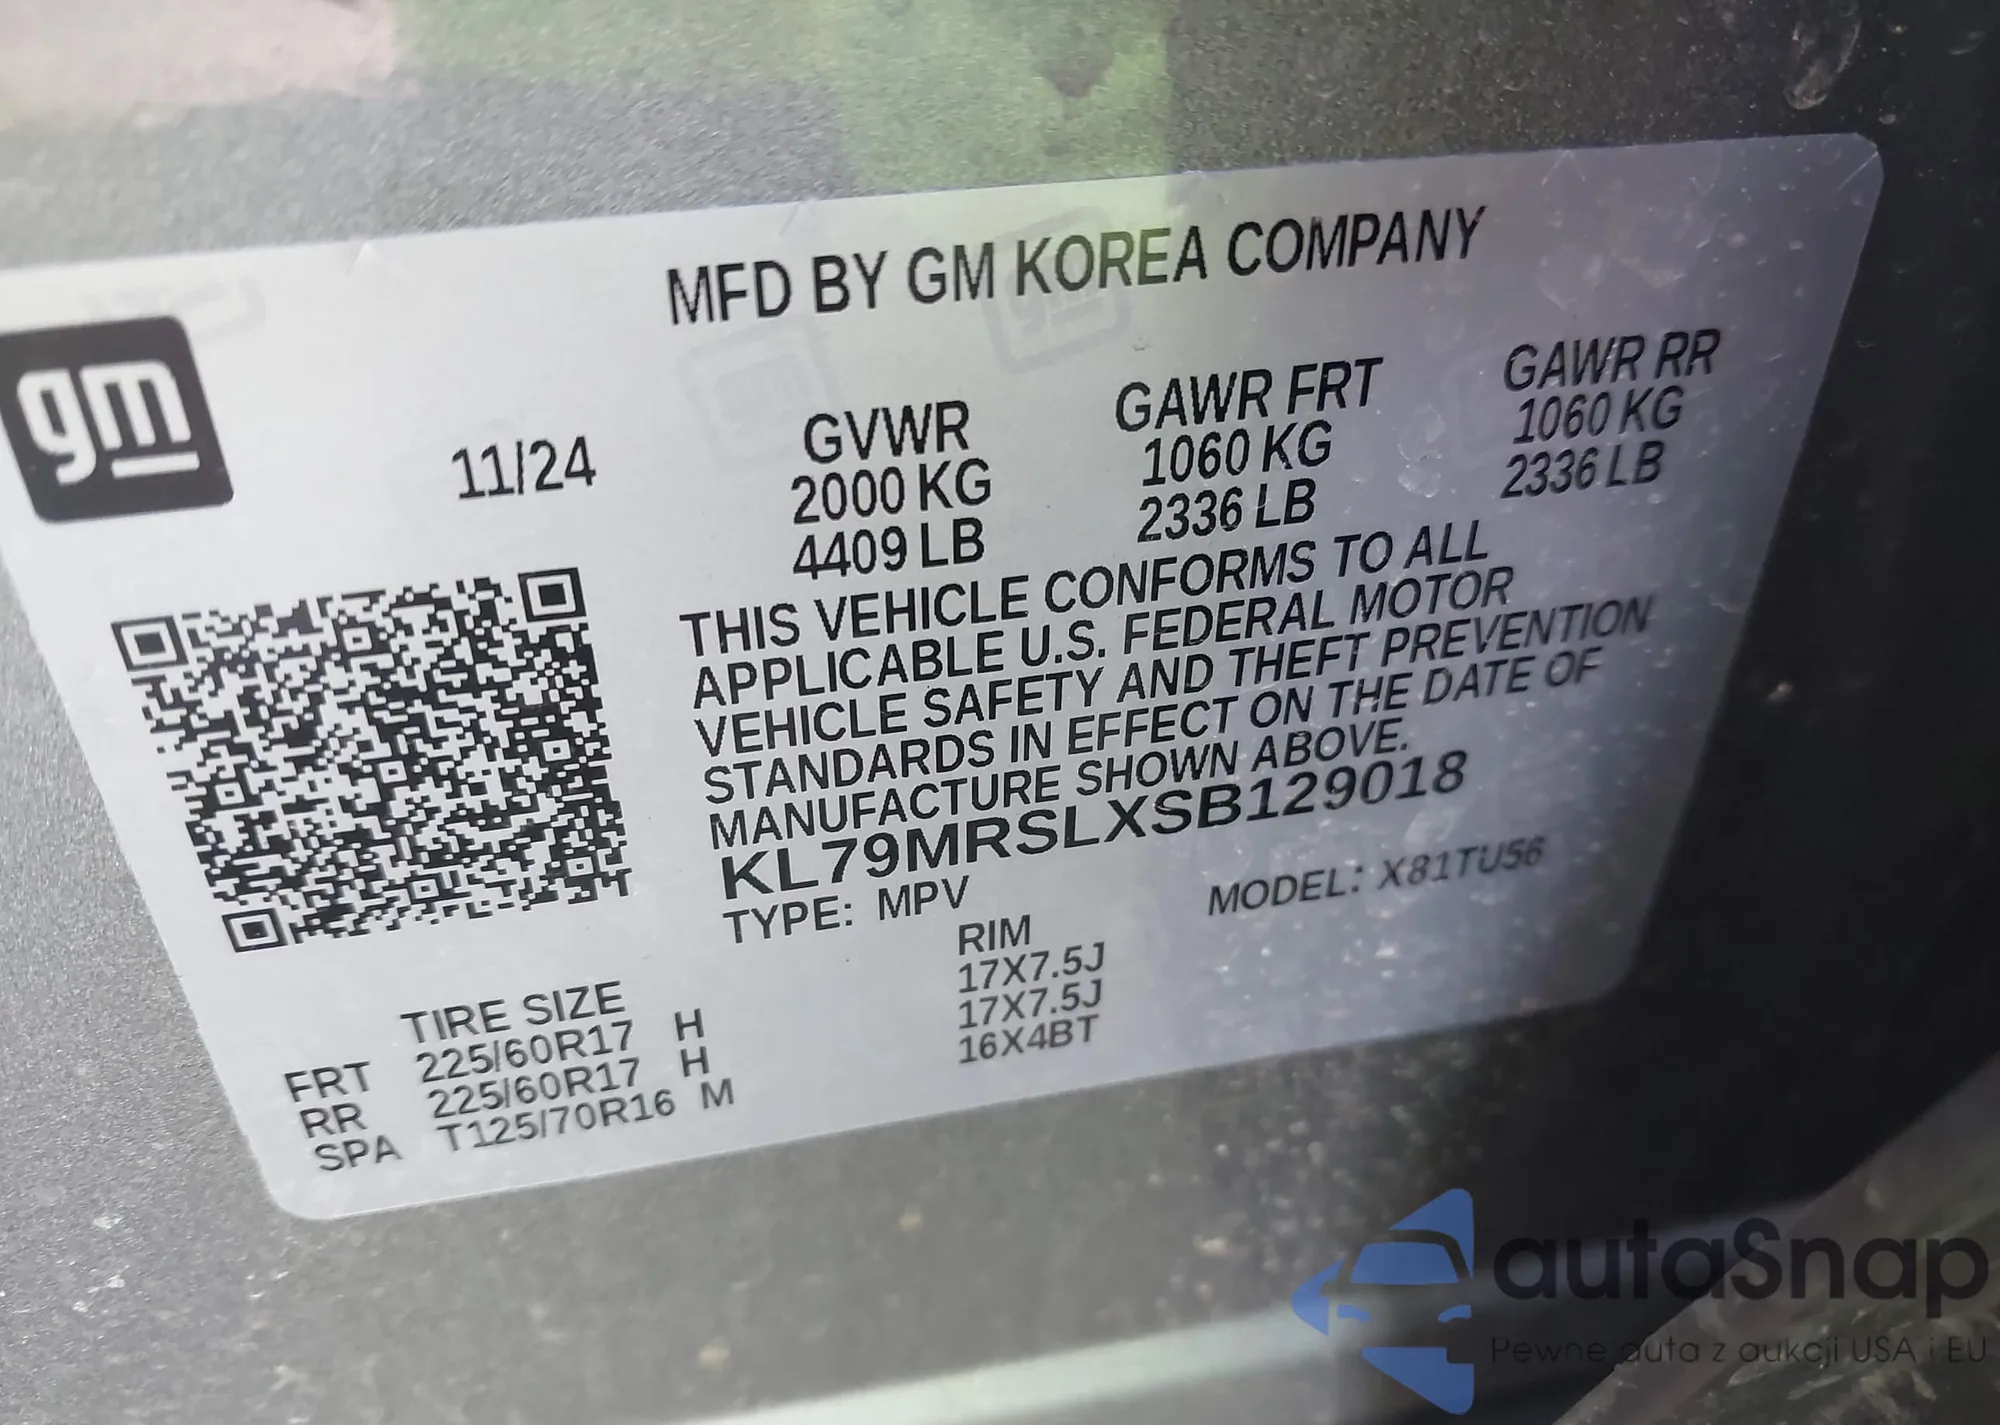 MFD BY GM KOREA COMPANY
gm
11/24
GVWR
2000 KG
4409 LB
GAWR FRT
1060 KG
2336 LB
GAWR RR
1060 KG
2336 LB
THIS VEHICLE CONFORMS TO ALL
APPLICABLE U.S. FEDERAL MOTOR
VEHICLE SAFETY AND THEFT PREVENTION
STANDARDS IN EFFECT ON THE DATE OF
MANUFACTURE SHOWN ABOVE.
KL79MRSLXSB129018
TYPE: MPV
MODEL: X81TU56
TIRE SIZE RIM
FRT 225/60R17 H 17X7.5J
RR 225/60R17 H 17X7.5J
SPA T125/70R16 M 16X4BT
autaSnap
Pewne auta z aukcji USA i EU